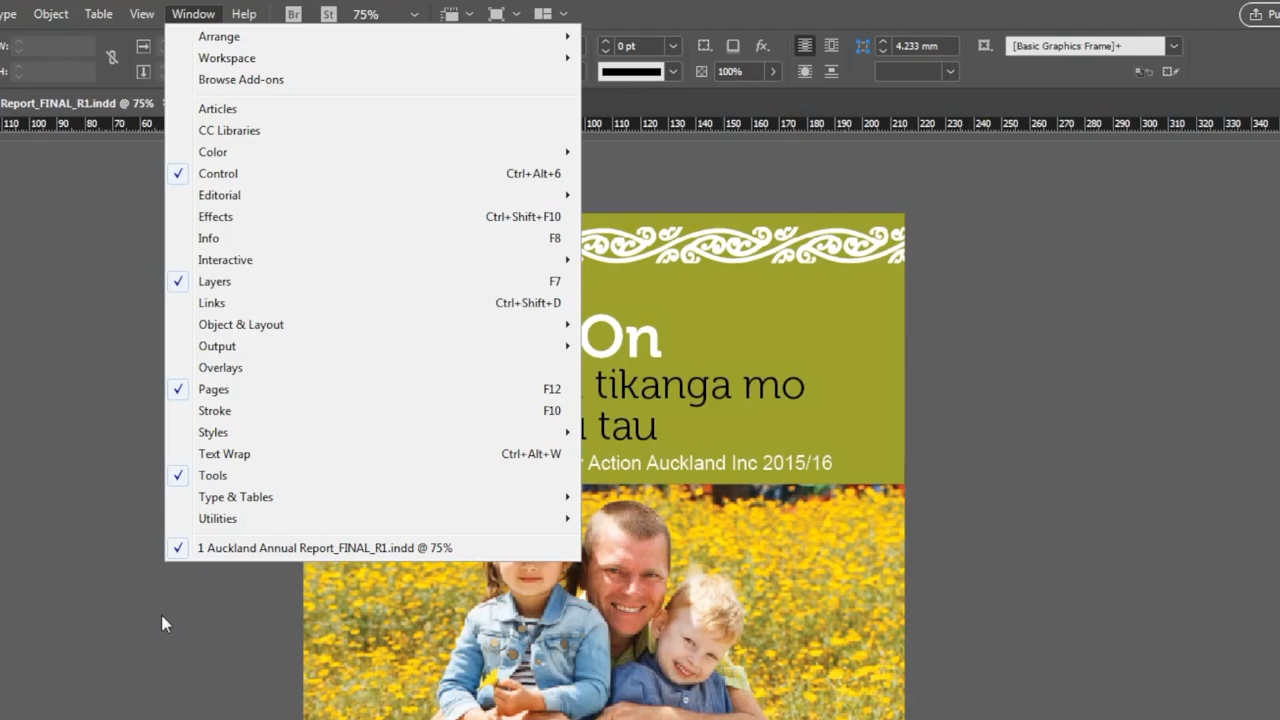 Object Table View Window Help Br St 75%
0 pt 4.233 mm [Basic Graphics Frame]+
H: 100%
Report_FINAL_R1.indd @ 75%
110 100 90 80 70 60 100 110 120 130 140 150 160 170 180 190 200 210 220 230 240 250 260 270 280 290 300 310 320 330 340
Arrange
Workspace
Browse Add-ons
Articles
CC Libraries
Color
Control Ctrl+Alt+6
Editorial
Effects Ctrl+Shift+F10
Info F8
Interactive
Layers F7
Links Ctrl+Shift+D
Object & Layout
Output
Overlays
Pages F12
Stroke F10
Styles
Text Wrap Ctrl+Alt+W
Tools
Type & Tables
Utilities
1 Auckland Annual Report_FINAL_R1.indd @ 75%
On
tikanga mo
tau
Action Auckland Inc 2015/16